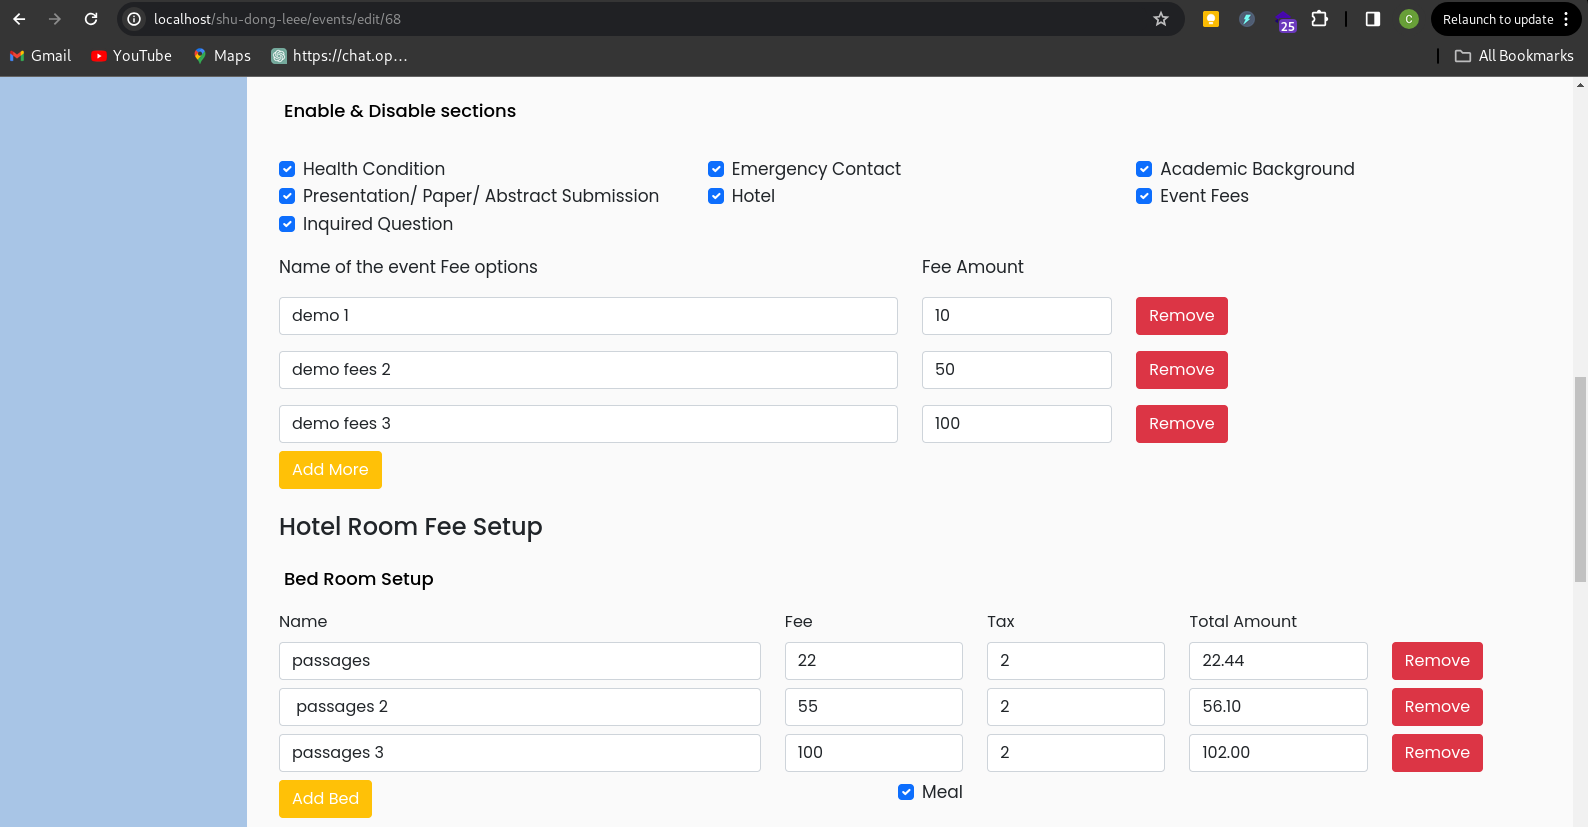 localhost/shu-dong-leee/events/edit/68
25
C
Relaunch to update
Gmail YouTube Maps https://chat.op... All Bookmarks
Enable & Disable sections
Health Condition Emergency Contact Academic Background
Presentation/ Paper/ Abstract Submission Hotel Event Fees
Inquired Question
Name of the event Fee options Fee Amount
demo 1 10 Remove
demo fees 2 50 Remove
demo fees 3 100 Remove
Add More
Hotel Room Fee Setup
Bed Room Setup
Name Fee Tax Total Amount
passages 22 2 22.44 Remove
passages 2 55 2 56.10 Remove
passages 3 100 2 102.00 Remove
Add Bed Meal